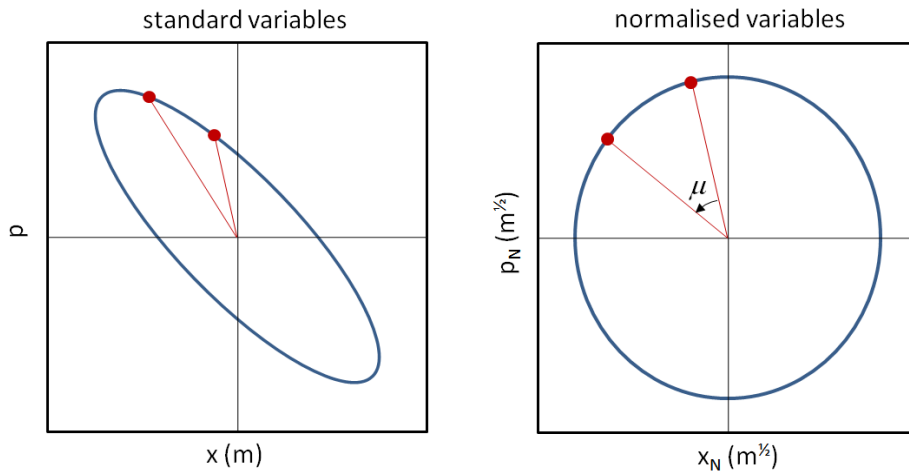 standard variables
normalised variables
p
x (m)
μ
p_N (m^½)
x_N (m^½)